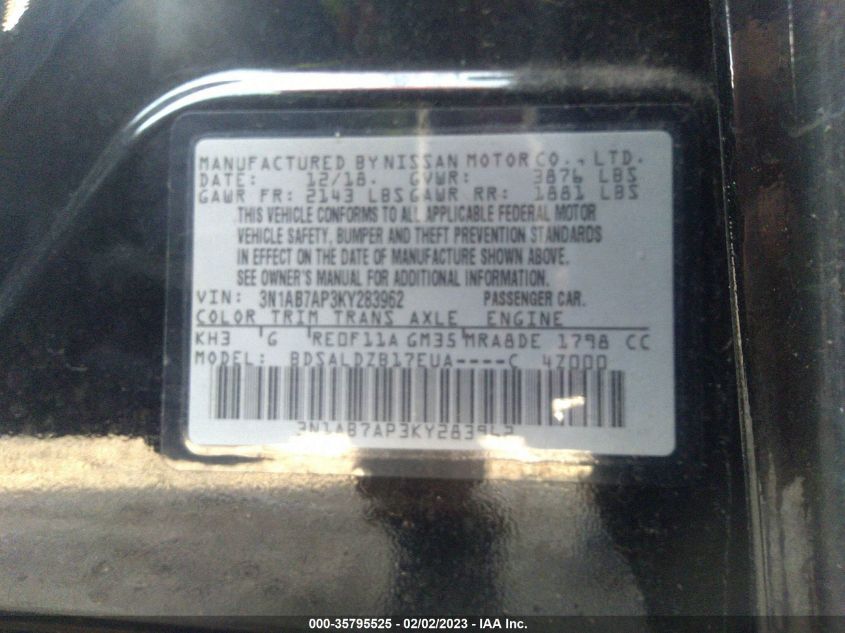 MANUFACTURED BY NISSAN MOTOR CO., LTD.
DATE: 12/18. GVWR: 3876 LBS
GAWR FR: 2143 LBS GAWR RR: 1881 LBS
THIS VEHICLE CONFORMS TO ALL APPLICABLE FEDERAL MOTOR
VEHICLE SAFETY, BUMPER AND THEFT PREVENTION STANDARDS
IN EFFECT ON THE DATE OF MANUFACTURE SHOWN ABOVE.
SEE OWNER'S MANUAL FOR ADDITIONAL INFORMATION.
VIN: 3N1AB7AP3KY283962 PASSENGER CAR.
COLOR TRIM TRANS AXLE ENGINE
KH3 G RE0F11A GM35 MRA8DE 1798 CC
MODEL: BDSALDZB17EUA----C 4Z000
3N1AB7AP3KY283962
000-35795525 - 02/02/2023 - IAA Inc.